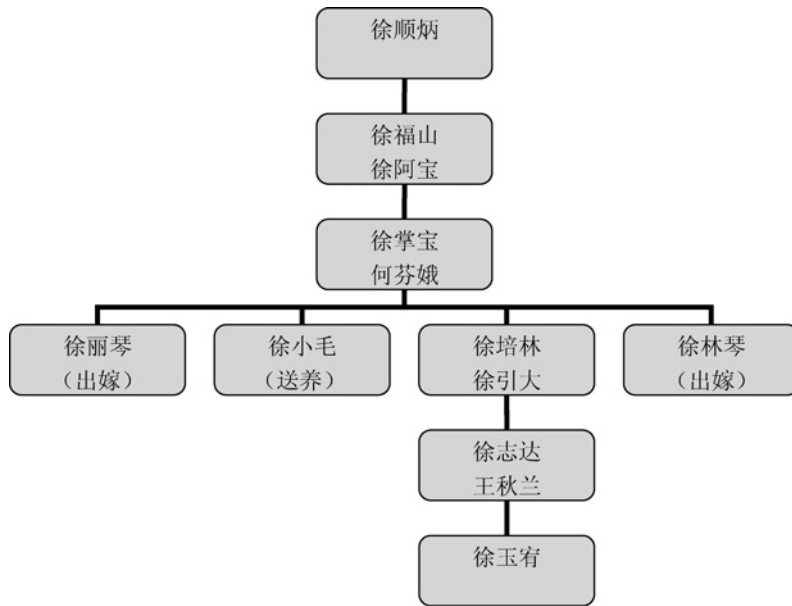 徐顺炳
徐福山
徐阿宝
徐掌宝
何芬娥
徐丽琴
（出嫁）
徐小毛
（送养）
徐培林
徐引大
徐林琴
（出嫁）
徐志达
王秋兰
徐玉宥